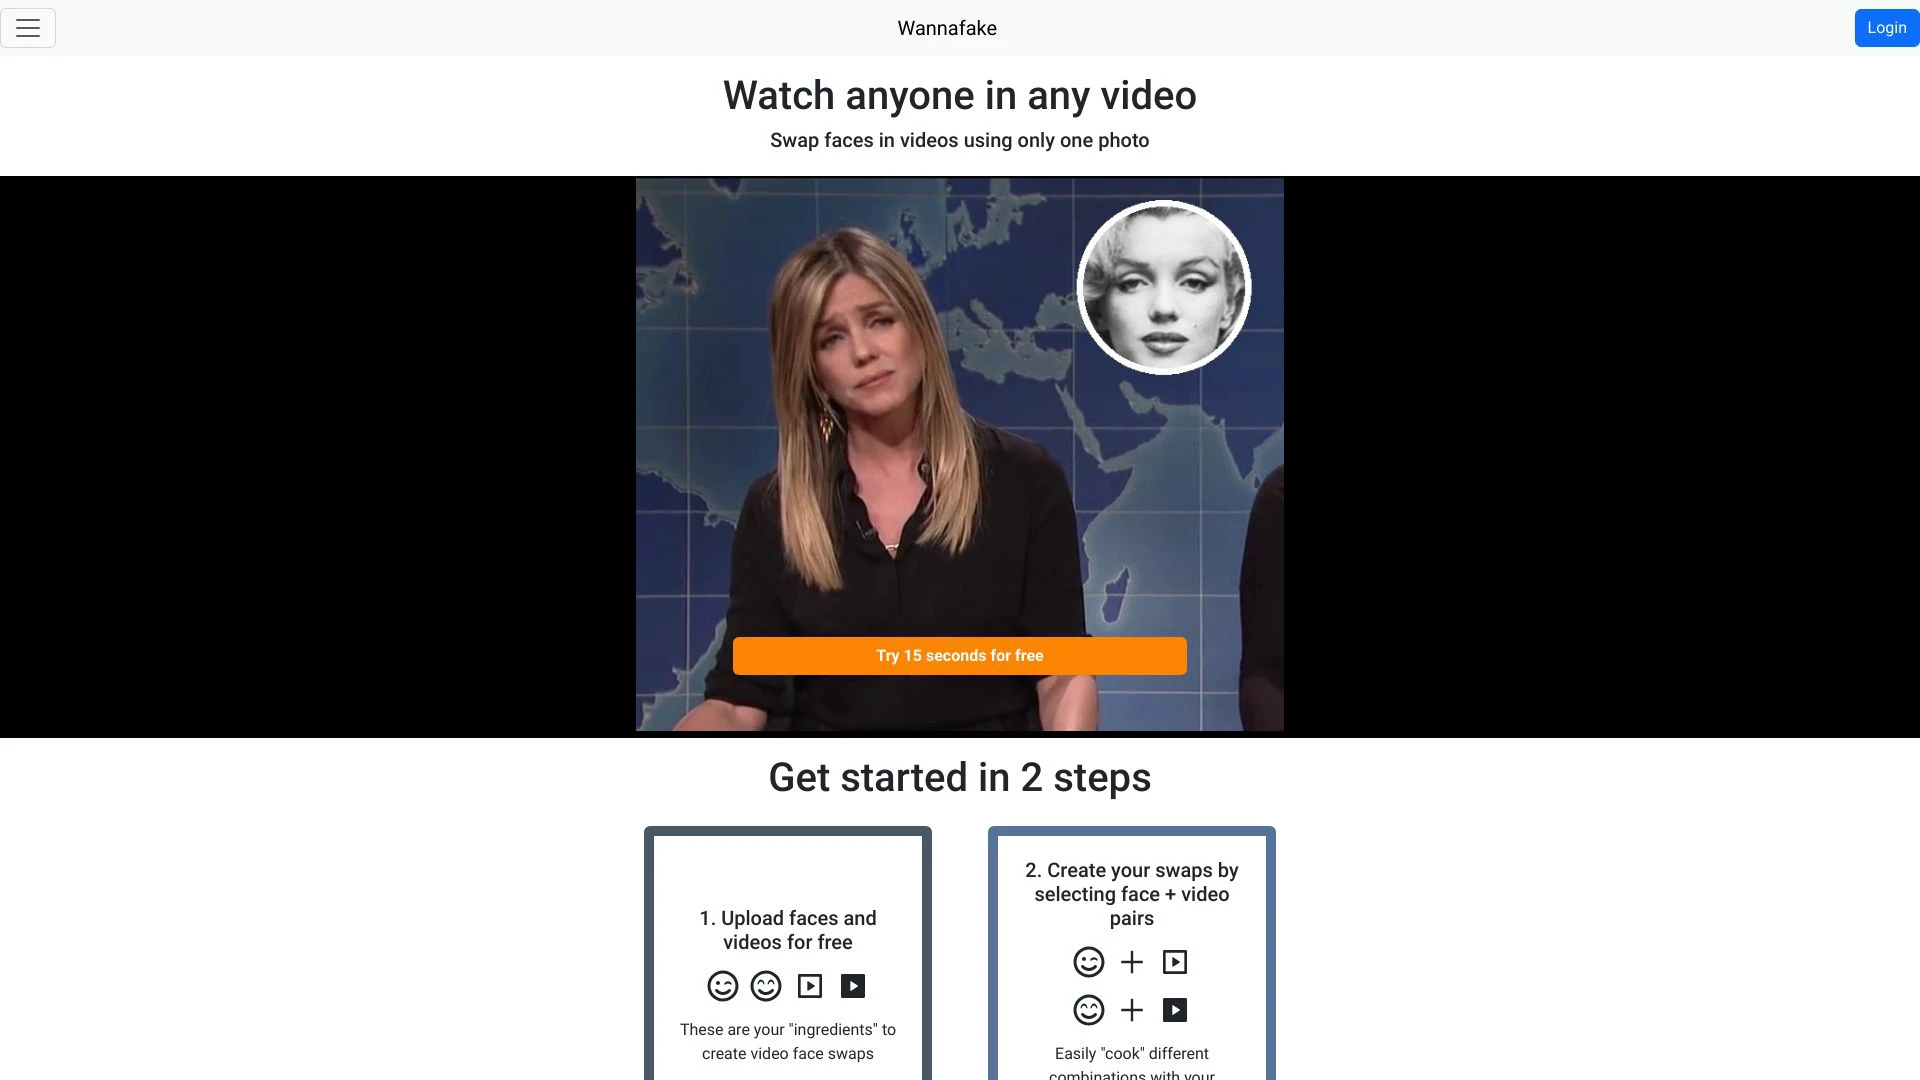 Wannafake
Login
Watch anyone in any video
Swap faces in videos using only one photo
Try 15 seconds for free
Get started in 2 steps
1. Upload faces and
videos for free
These are your "ingredients" to
create video face swaps
2. Create your swaps by
selecting face + video
pairs
Easily "cook" different
combinations with your